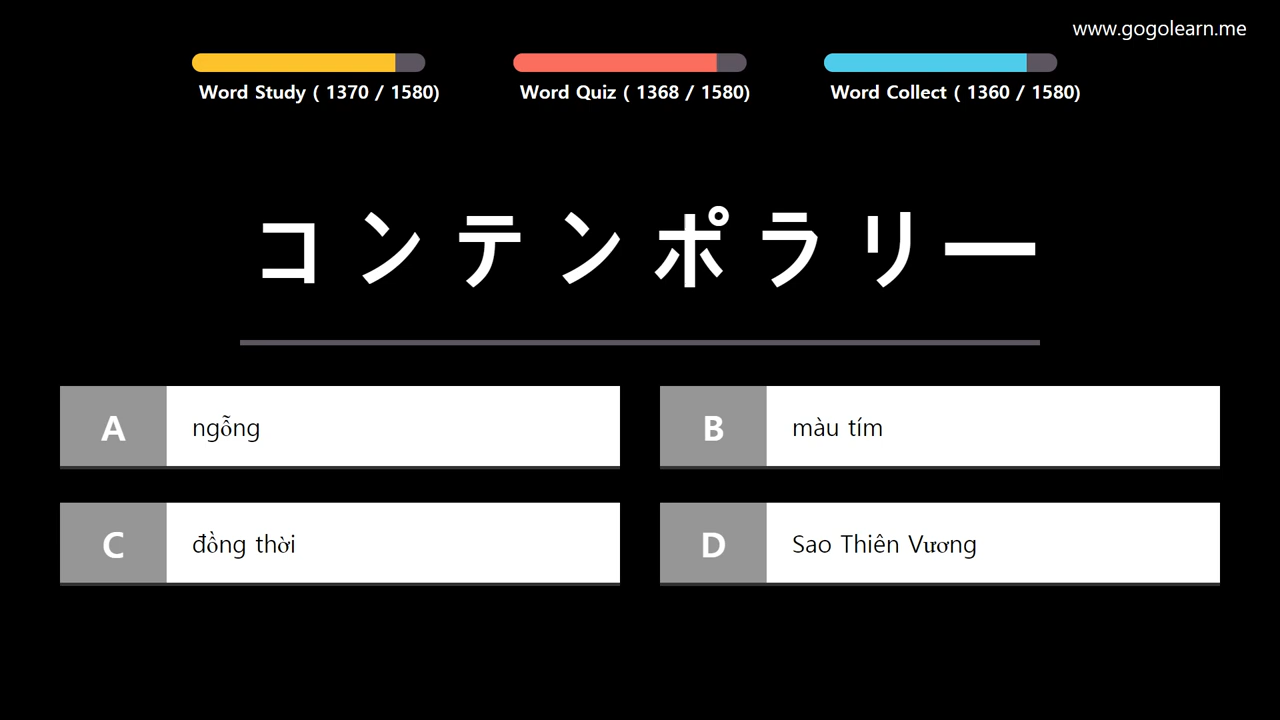 www.gogolearn.me
Word Study ( 1370 / 1580)
Word Quiz ( 1368 / 1580)
Word Collect ( 1360 / 1580)
コンテンポラリー
A ngỗng
B màu tím
C đồng thời
D Sao Thiên Vương